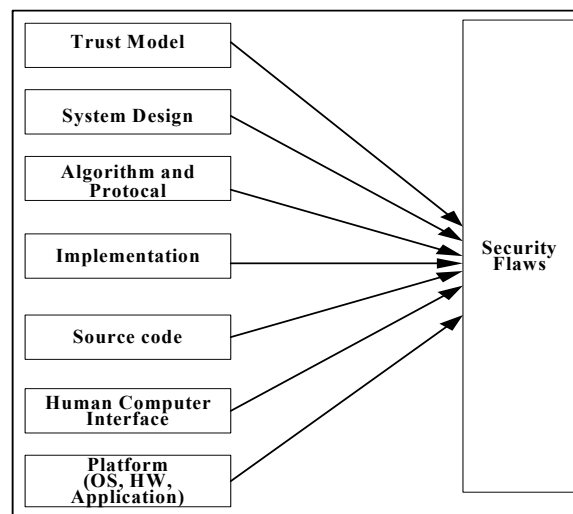 Trust Model
System Design
Algorithm and
Protocal
Implementation
Security
Flaws
Source code
Human Computer
Interface
Platform
(OS, HW,
Application)